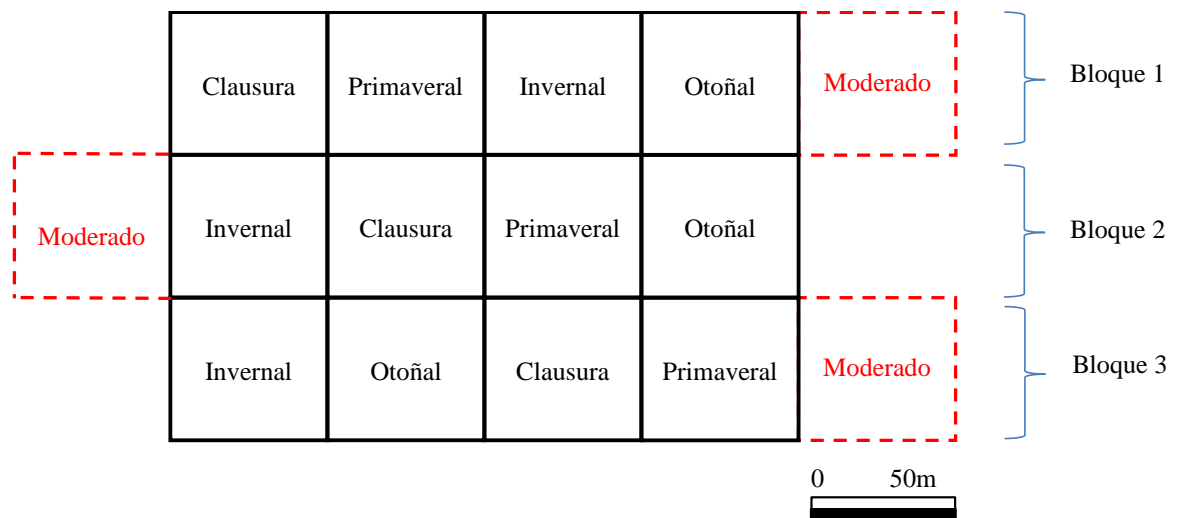 Clausura Primaveral Invernal Otoñal Moderado Bloque 1
Moderado Invernal Clausura Primaveral Otoñal Bloque 2
Invernal Otoñal Clausura Primaveral Moderado Bloque 3
0 50m